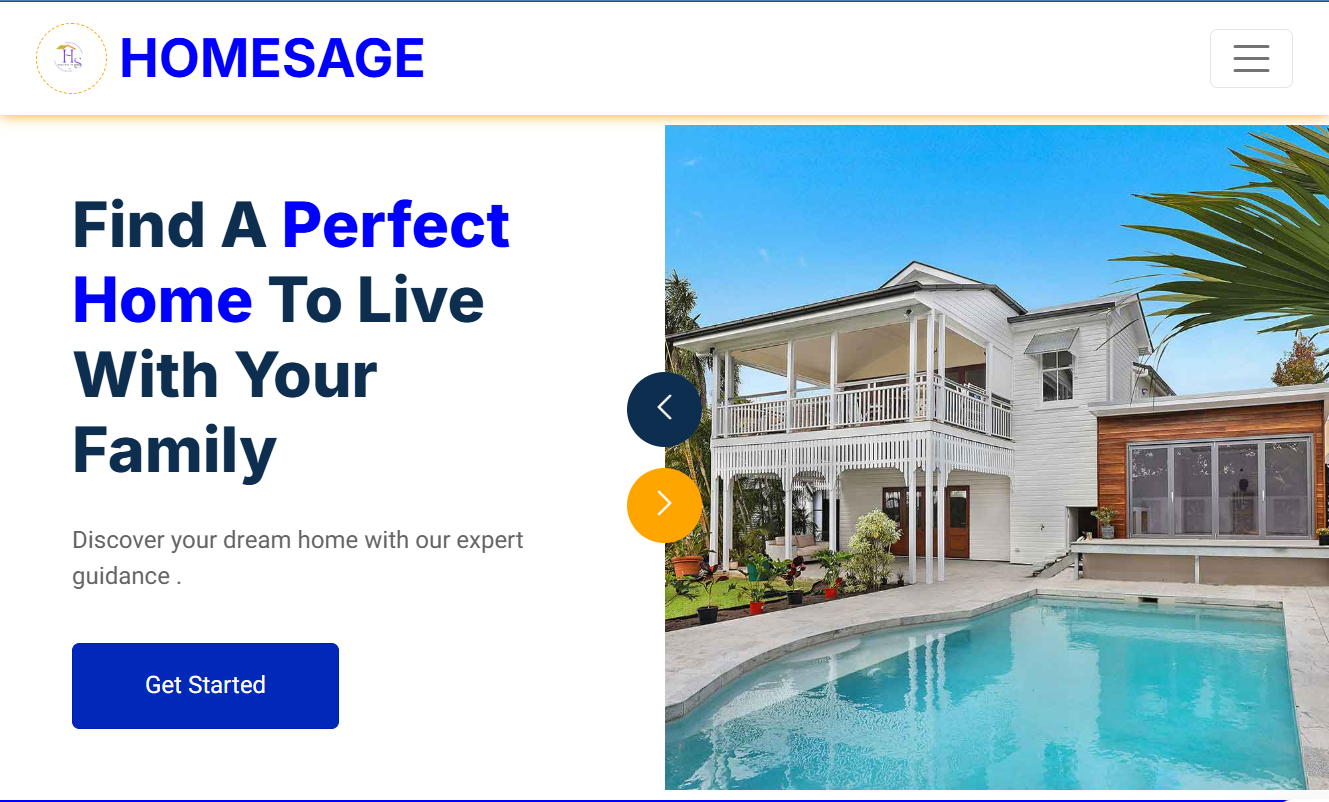 HS
HOMESAGE
Find A Perfect
Home To Live
With Your
Family
Discover your dream home with our expert
guidance .
Get Started